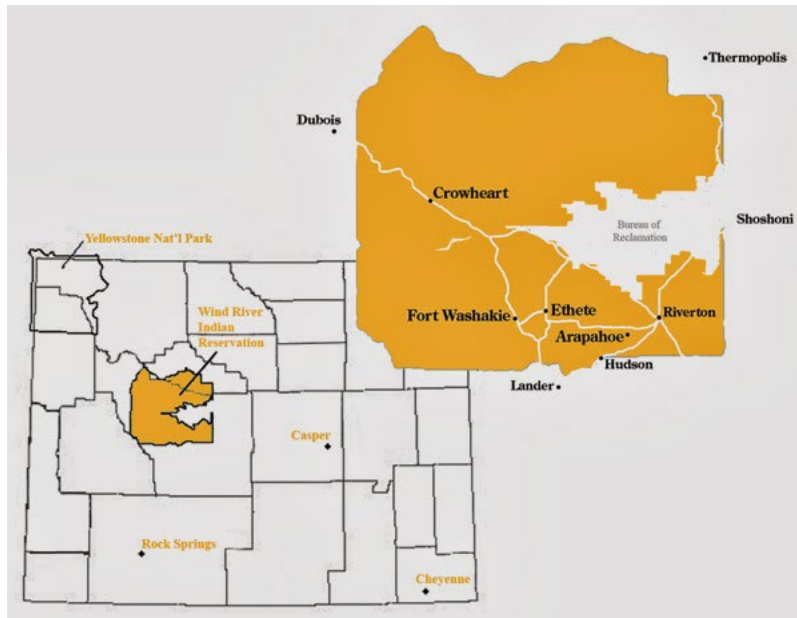 Thermopolis
Dubois
Crowheart
Shoshoni
Bureau of
Reclamation
Yellowstone Nat'l Park
Wind River
Indian
Reservation
Fort Washakie
Ethete
Riverton
Arapahoe
Hudson
Lander
Casper
Rock Springs
Cheyenne